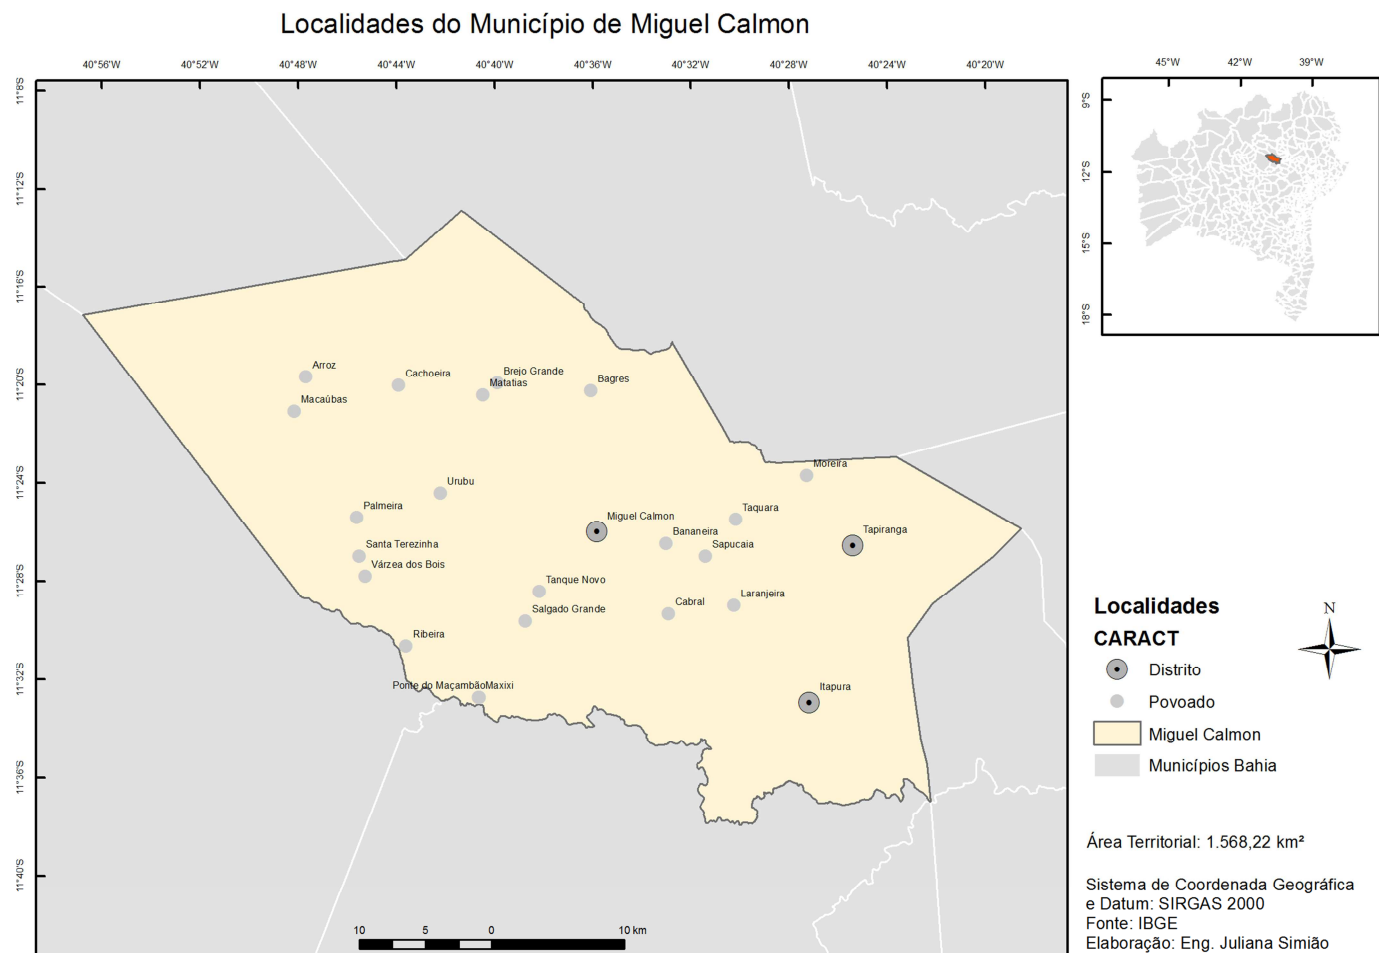 Localidades do Município de Miguel Calmon
40°56'W 40°52'W 40°48'W 40°44'W 40°40'W 40°36'W 40°32'W 40°28'W 40°24'W 40°20'W
45°W 42°W 39°W
11°8'S
11°12'S
11°16'S
11°20'S
11°24'S
11°28'S
11°32'S
11°36'S
11°40'S
9°S
12°S
15°S
18°S
Arroz
Cachoeira
Brejo Grande
Matatias
Bagres
Macaúbas
Moreira
Urubu
Palmeira
Miguel Calmon
Taquara
Bananeira
Tapiranga
Santa Terezinha
Sapucaia
Várzea dos Bois
Tanque Novo
Laranjeira
Salgado Grande
Cabral
Ribeira
Ponte do MaçambãoMaxixi
Itapura
10 5 0 10 km
Localidades
N
CARACT
Distrito
Povoado
Miguel Calmon
Municípios Bahia
Área Territorial: 1.568,22 km²
Sistema de Coordenada Geográfica
e Datum: SIRGAS 2000
Fonte: IBGE
Elaboração: Eng. Juliana Simião